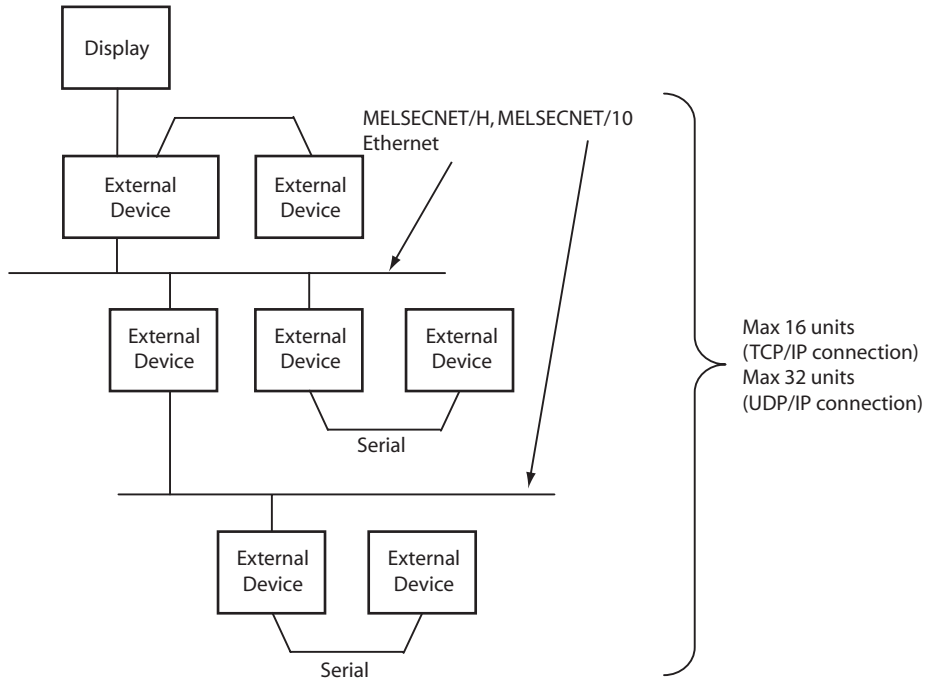 Display
MELSECNET/H, MELSECNET/10
Ethernet
External
Device
External
Device
External
Device
External
Device
External
Device
Serial
Max 16 units
(TCP/IP connection)
Max 32 units
(UDP/IP connection)
External
Device
External
Device
Serial